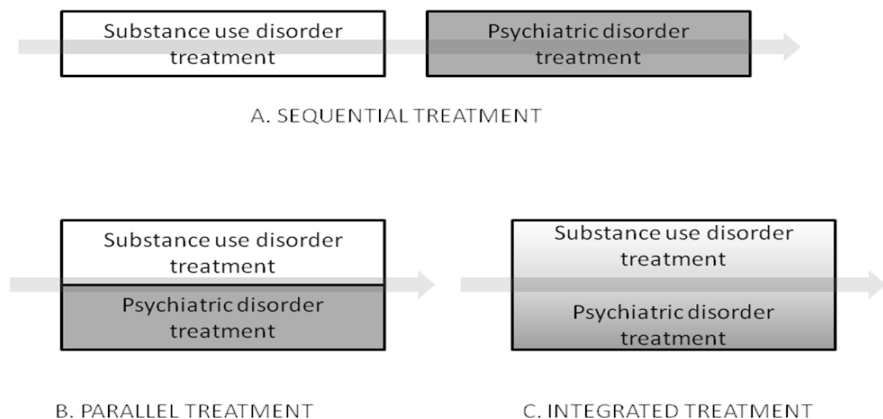 Substance use disorder
treatment
Psychiatric disorder
treatment
A. SEQUENTIAL TREATMENT
Substance use disorder
treatment
Psychiatric disorder
treatment
B. PARALLEL TREATMENT
Substance use disorder
treatment
Psychiatric disorder
treatment
C. INTEGRATED TREATMENT